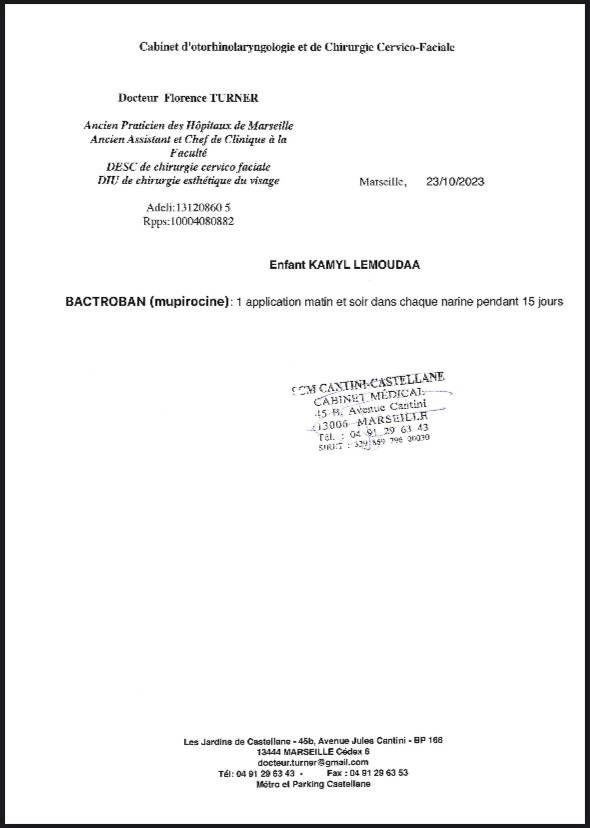 Cabinet d'otorhinolaryngologie et de Chirurgie Cervico-Faciale
Docteur Florence TURNER
Ancien Praticien des Hôpitaux de Marseille
Ancien Assistant et Chef de Clinique à la
Faculté
DESC de chirurgie cervico faciale
DIU de chirurgie esthétique du visage
Marseille, 23/10/2023
Adeli:13120860 5
Rpps:10004080882
Enfant KAMYL LEMOUDAA
BACTROBAN (mupirocine): 1 application matin et soir dans chaque narine pendant 15 jours
SCM CANTINI-CASTELLANE
CABINET MÉDICAL
45 B, Avenue Cantini
13006 MARSEILLE
Tél. : 04 91 29 63 43
SIRET :
Les Jardins de Castellane - 45b, Avenue Jules Cantini - BP 166
13444 MARSEILLE Cédex 6
docteur.turner@gmail.com
Tél: 04 91 29 63 43 - Fax : 04 91 29 63 53
Métro et Parking Castellane